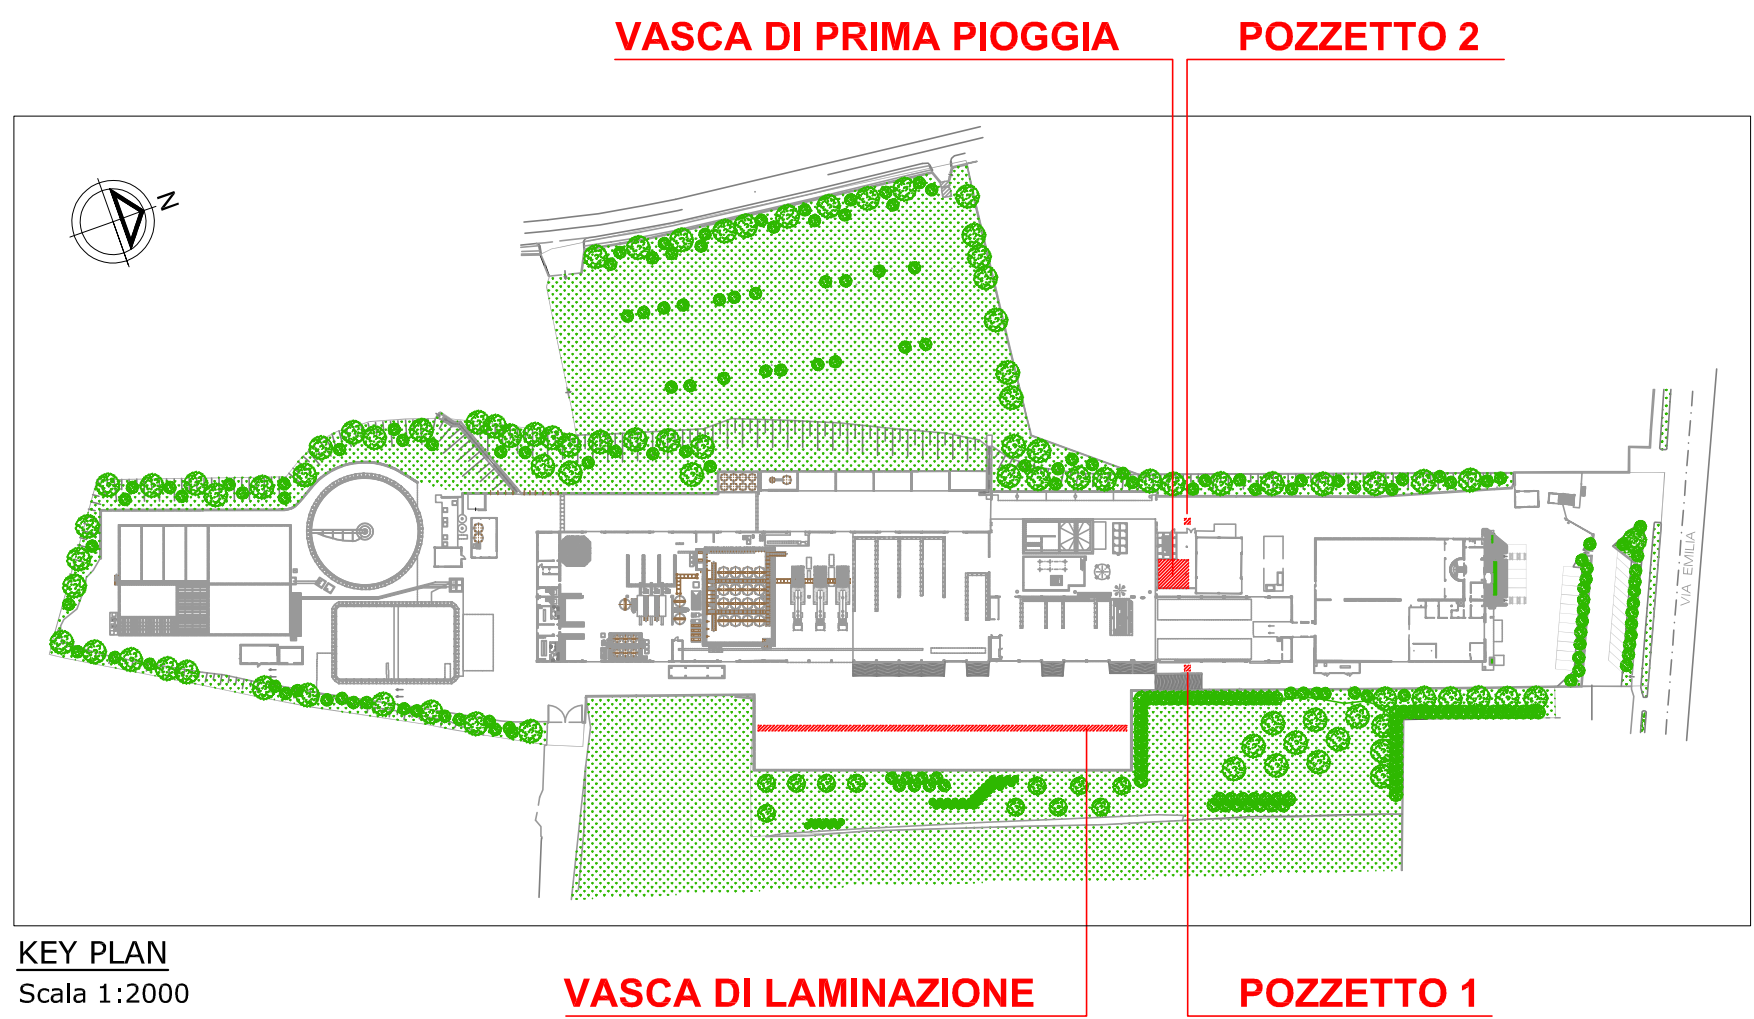 VASCA DI PRIMA PIOGGIA
POZZETTO 2
N
VIA EMILIA
KEY PLAN
Scala 1:2000
VASCA DI LAMINAZIONE
POZZETTO 1